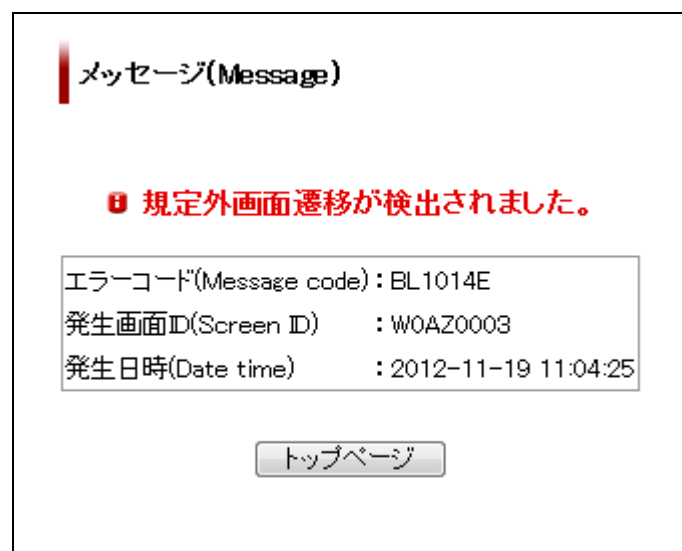 メッセージ(Message)
規定外画面遷移が検出されました。
エラーコード(Message code):BL1014E
発生画面ID(Screen ID) :W0AZ0003
発生日時(Date time) :2012-11-19 11:04:25
トップページ